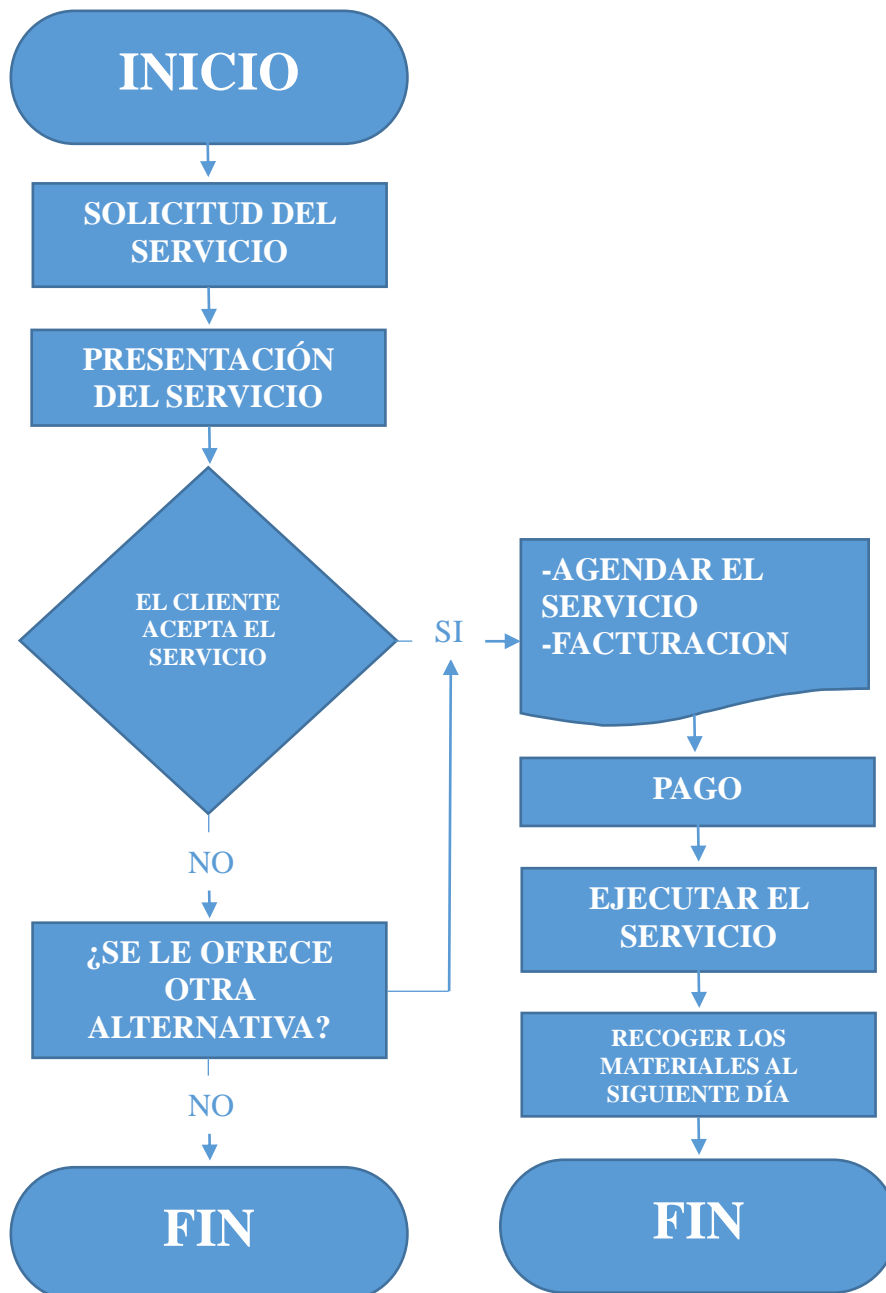 INICIO
SOLICITUD DEL
SERVICIO
PRESENTACIÓN
DEL SERVICIO
EL CLIENTE
ACEPTA EL
SERVICIO
SI
-AGENDAR EL
SERVICIO
-FACTURACION
PAGO
EJECUTAR EL
SERVICIO
RECOGER LOS
MATERIALES AL
SIGUIENTE DÍA
FIN
NO
¿SE LE OFRECE
OTRA
ALTERNATIVA?
NO
FIN